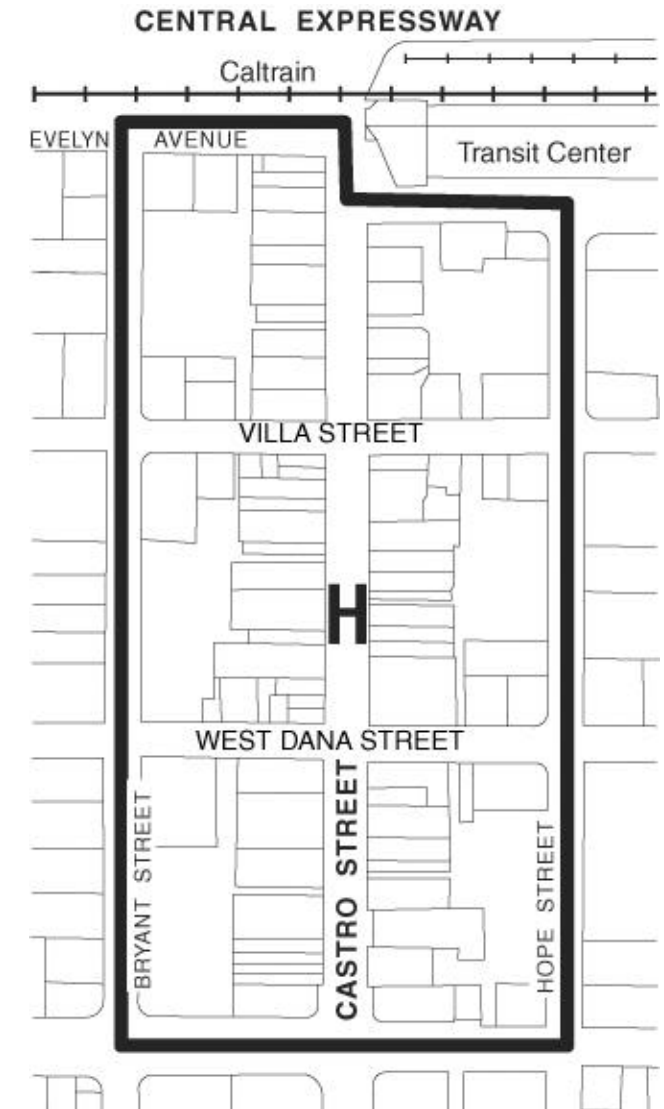 CENTRAL EXPRESSWAY
Caltrain
EVELYN AVENUE
Transit Center
VILLA STREET
H
WEST DANA STREET
BRYANT STREET
CASTRO STREET
HOPE STREET